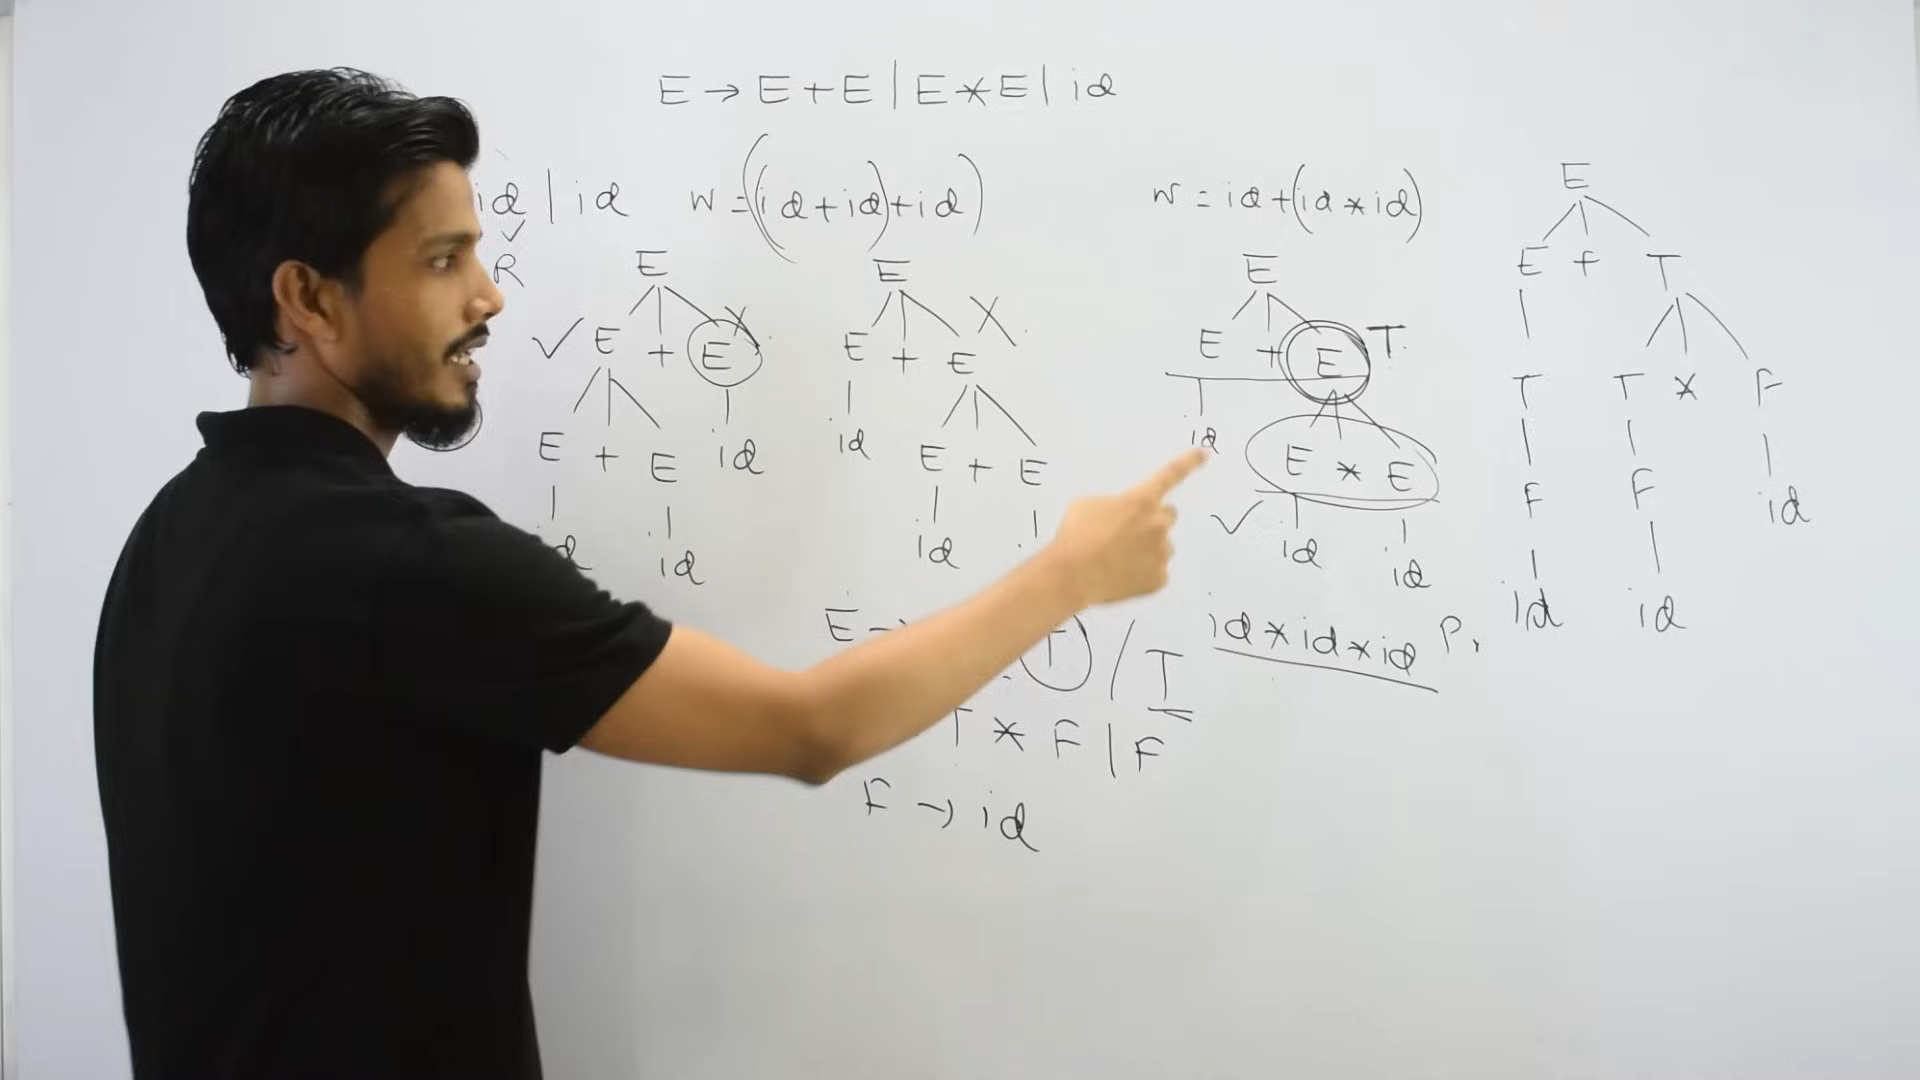 E → E + E | E * E | id
id | id
w = ((id + id) + id)
w = id + (id * id)
R
E
E + E
E + E id
id id
E
E + E
id E + E
id
E
E + E T.
id E * E
id id
E
E + T
T T * F
F F id
id id
E → T / T
id * id * id P,
T * F | F
F → id